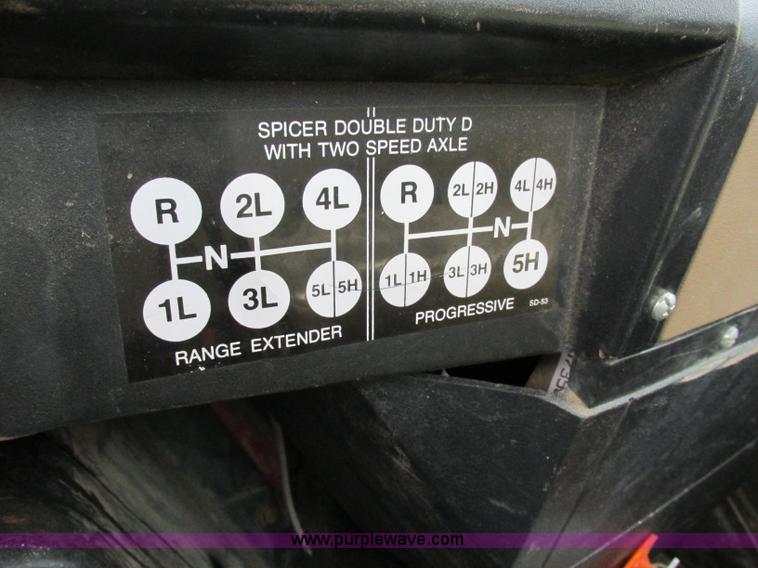 SPICER DOUBLE DUTY D
WITH TWO SPEED AXLE
R 2L 4L
N
1L 3L 5L 5H
RANGE EXTENDER
R 2L 2H 4L 4H
N
1L 1H 3L 3H 5H
PROGRESSIVE SD-53
www.purplewave.com